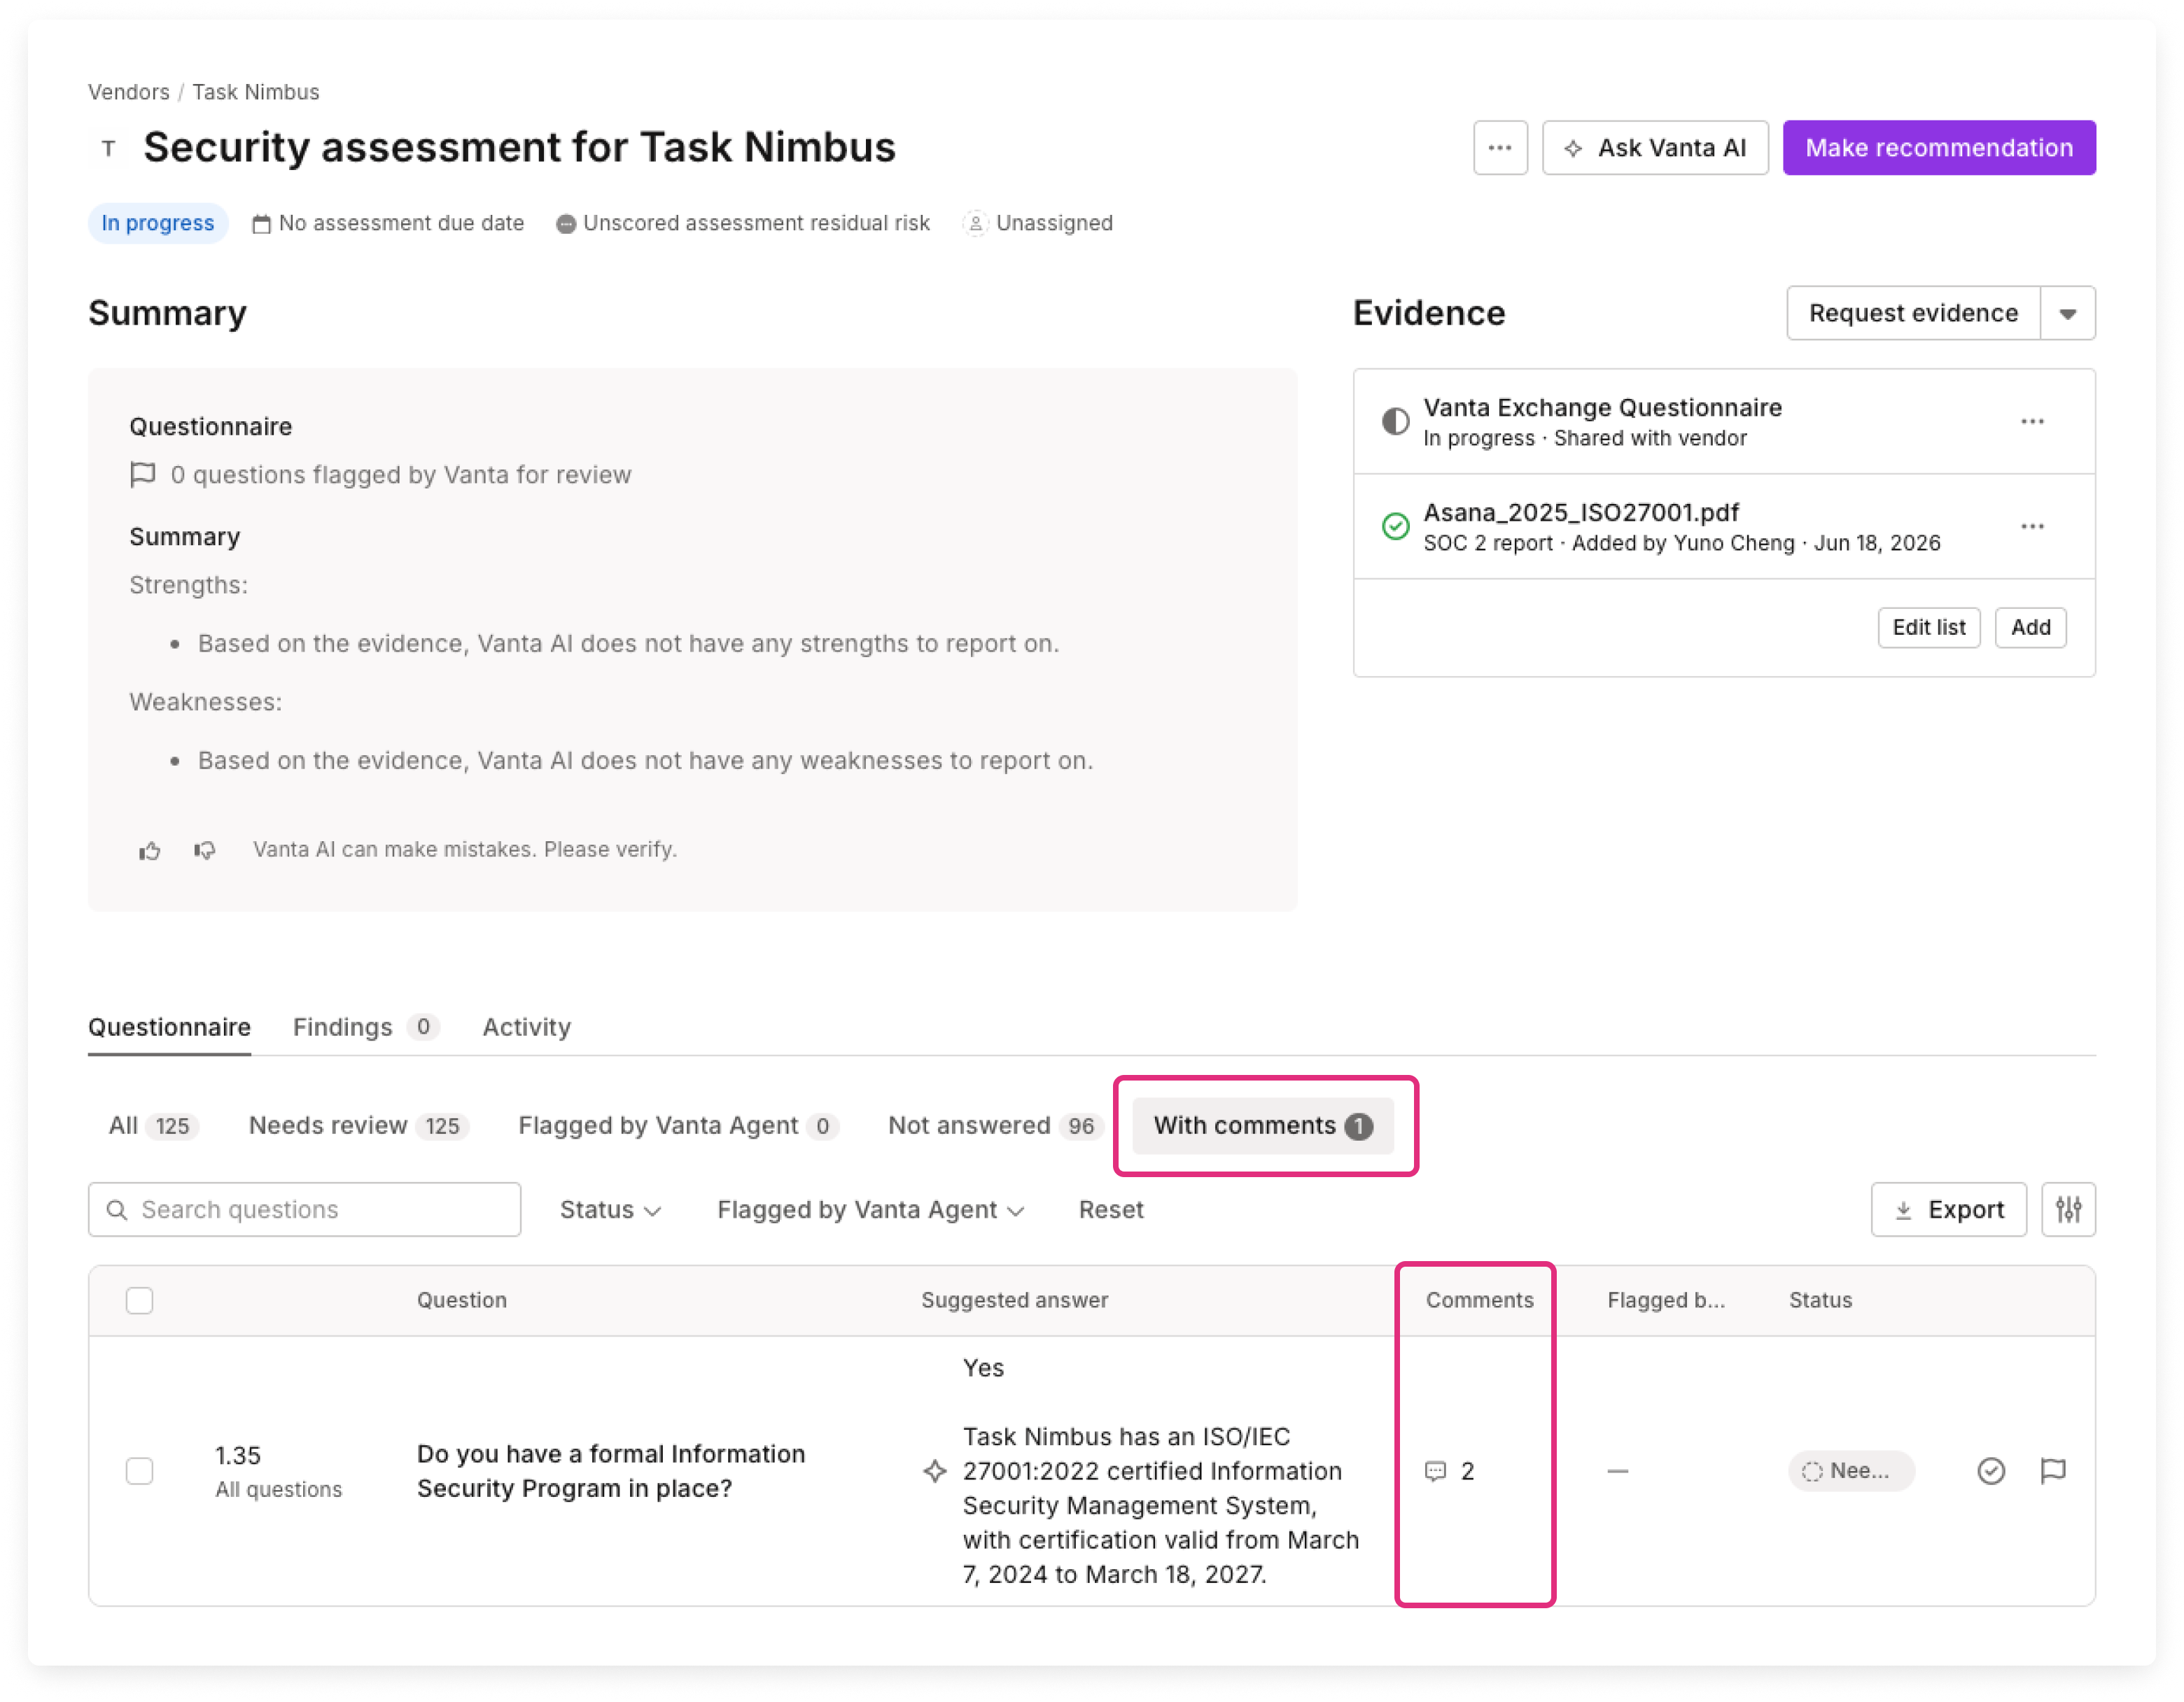 Vendors / Task Nimbus
T Security assessment for Task Nimbus
Ask Vanta AI
Make recommendation
In progress No assessment due date Unscored assessment residual risk Unassigned
Summary
Questionnaire
0 questions flagged by Vanta for review
Summary
Strengths:
• Based on the evidence, Vanta AI does not have any strengths to report on.
Weaknesses:
• Based on the evidence, Vanta AI does not have any weaknesses to report on.
Vanta AI can make mistakes. Please verify.
Evidence
Request evidence
Vanta Exchange Questionnaire
In progress · Shared with vendor
Asana_2025_ISO27001.pdf
SOC 2 report · Added by Yuno Cheng · Jun 18, 2026
Edit list Add
Questionnaire Findings 0 Activity
All 125 Needs review 125 Flagged by Vanta Agent 0 Not answered 96 With comments 1
Search questions Status Flagged by Vanta Agent Reset Export
Question Suggested answer Comments Flagged b... Status
1.35
All questions
Do you have a formal Information
Security Program in place?
Yes
Task Nimbus has an ISO/IEC
27001:2022 certified Information
Security Management System,
with certification valid from March
7, 2024 to March 18, 2027.
2
—
Nee...